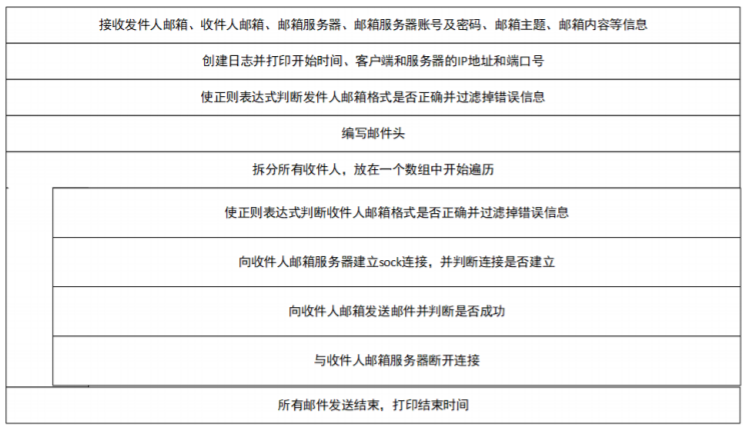 接收发件人邮箱、收件人邮箱、邮箱服务器、邮箱服务器账号及密码、邮箱主题、邮箱内容等信息
创建日志并打印开始时间、客户端和服务器的IP地址和端口号
使正则表达式判断发件人邮箱格式是否正确并过滤掉错误信息
编写邮件头
拆分所有收件人，放在一个数组中开始遍历
使正则表达式判断收件人邮箱格式是否正确并过滤掉错误信息
向收件人邮箱服务器建立sock连接，并判断连接是否建立
向收件人邮箱发送邮件并判断是否成功
与收件人邮箱服务器断开连接
所有邮件发送结束，打印结束时间